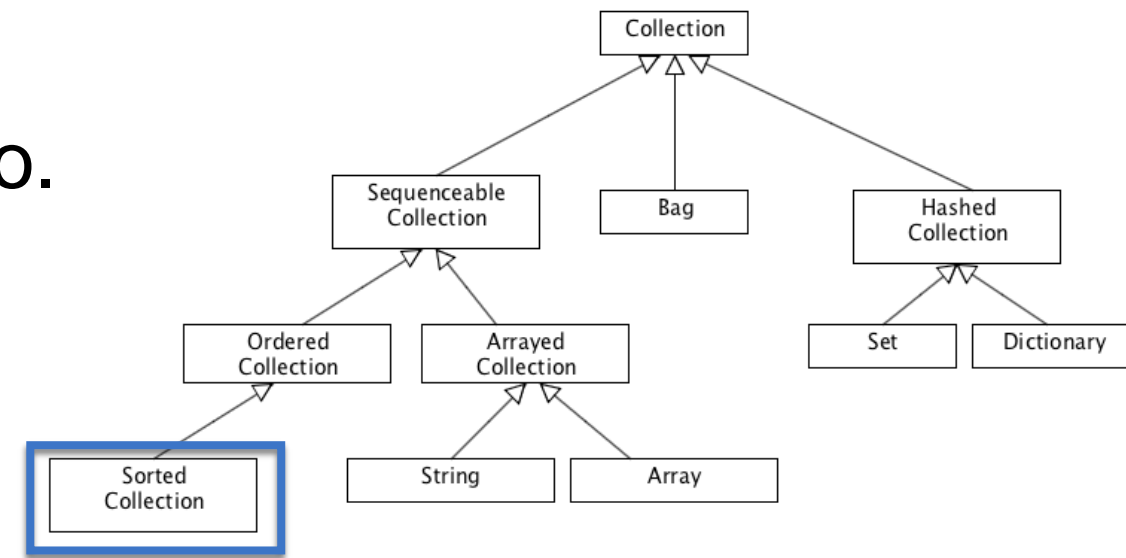 Collection
o.
Sequenceable
Collection
Bag
Hashed
Collection
Ordered
Collection
Arrayed
Collection
Set
Dictionary
Sorted
Collection
String
Array